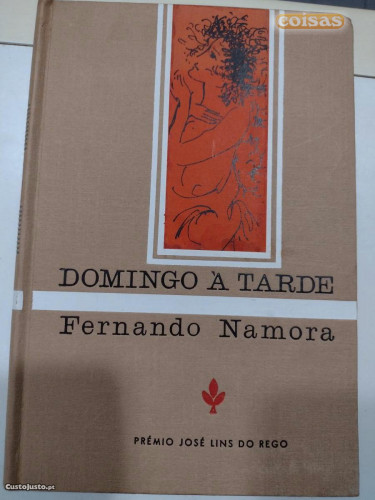 coisas
DOMINGO À TARDE
Fernando Namora
PRÉMIO JOSÉ LINS DO REGO
CustoJusto.pt